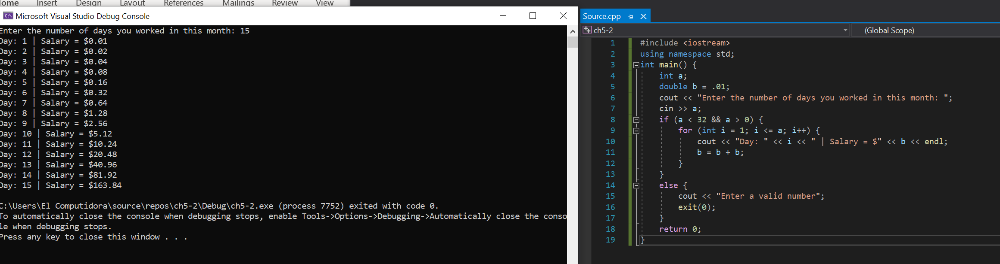 ome Insert Design Layout References Mailings Review View
Microsoft Visual Studio Debug Console
Enter the number of days you worked in this month: 15
Day: 1 | Salary = $0.01
Day: 2 | Salary = $0.02
Day: 3 | Salary = $0.04
Day: 4 | Salary = $0.08
Day: 5 | Salary = $0.16
Day: 6 | Salary = $0.32
Day: 7 | Salary = $0.64
Day: 8 | Salary = $1.28
Day: 9 | Salary = $2.56
Day: 10 | Salary = $5.12
Day: 11 | Salary = $10.24
Day: 12 | Salary = $20.48
Day: 13 | Salary = $40.96
Day: 14 | Salary = $81.92
Day: 15 | Salary = $163.84
C:\Users\El Computidora\source\repos\ch5-2\Debug\ch5-2.exe (process 7752) exited with code 0.
To automatically close the console when debugging stops, enable Tools->Options->Debugging->Automatically close the conso
le when debugging stops.
Press any key to close this window . . .
Source.cpp
ch5-2 (Global Scope)
1 #include <iostream>
2 using namespace std;
3 int main() {
4 int a;
5 double b = .01;
6 cout << "Enter the number of days you worked in this month: ";
7 cin >> a;
8 if (a < 32 && a > 0) {
9 for (int i = 1; i <= a; i++) {
10 cout << "Day: " << i << " | Salary = $" << b << endl;
11 b = b + b;
12 }
13 }
14 else {
15 cout << "Enter a valid number";
16 exit(0);
17 }
18 return 0;
19 }